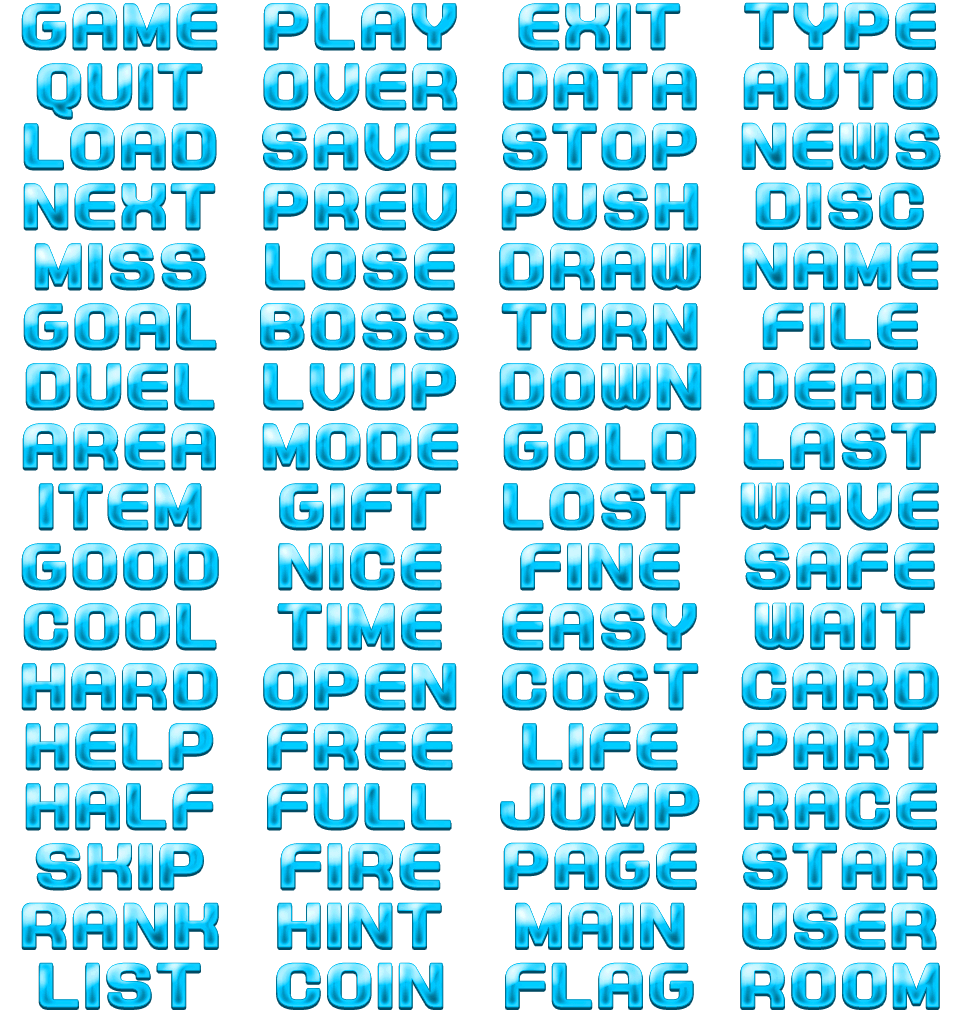 GAME PLAY EXIT TYPE
QUIT OVER DATA AUTO
LOAD SAVE STOP NEWS
NEXT PREV PUSH DISC
MISS LOSE DRAW NAME
GOAL BOSS TURN FILE
DUEL LVUP DOWN DEAD
AREA MODE GOLD LAST
ITEM GIFT LOST WAVE
GOOD NICE FINE SAFE
COOL TIME EASY WAIT
HARD OPEN COST CARD
HELP FREE LIFE PART
HALF FULL JUMP RACE
SKIP FIRE PAGE STAR
RANK HINT MAIN USER
LIST COIN FLAG ROOM